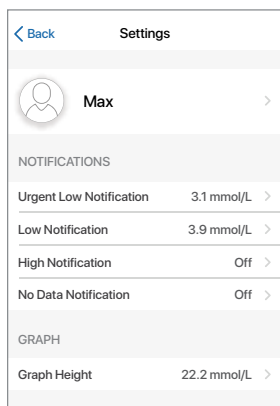 Back Settings
Max
NOTIFICATIONS
Urgent Low Notification 3.1 mmol/L
Low Notification 3.9 mmol/L
High Notification Off
No Data Notification Off
GRAPH
Graph Height 22.2 mmol/L